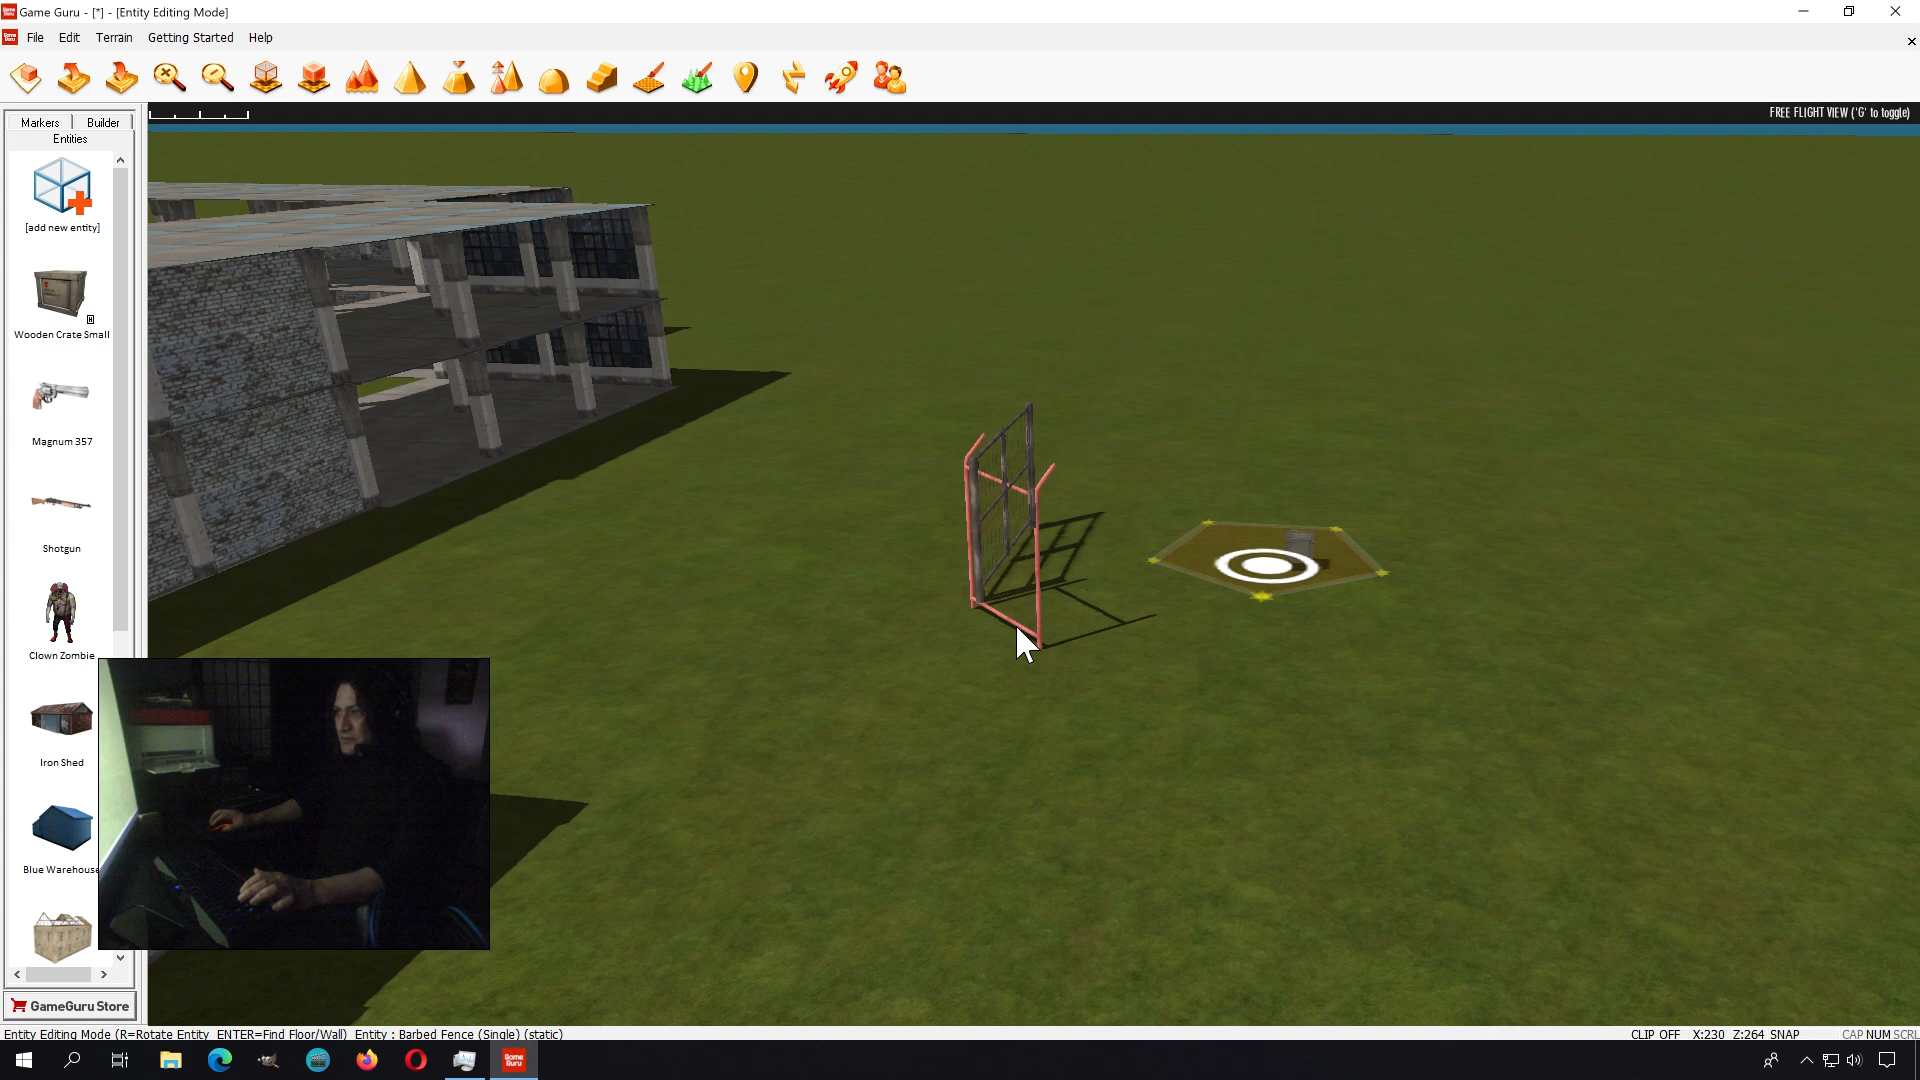 Game Guru - [*] - [Entity Editing Mode]
File Edit Terrain Getting Started Help
Markers Builder
Entities
FREE FLIGHT VIEW ('G' to toggle)
[add new entity]
Wooden Crate Small
Magnum 357
Shotgun
Clown Zombie
Iron Shed
Blue Warehouse
GameGuru Store
Entity Editing Mode (R=Rotate Entity ENTER=Find Floor/Wall) Entity : Barbed Fence (Single) (static)
CLIP OFF X:230 Z:264 SNAP CAP NUM SCRL
Game Guru